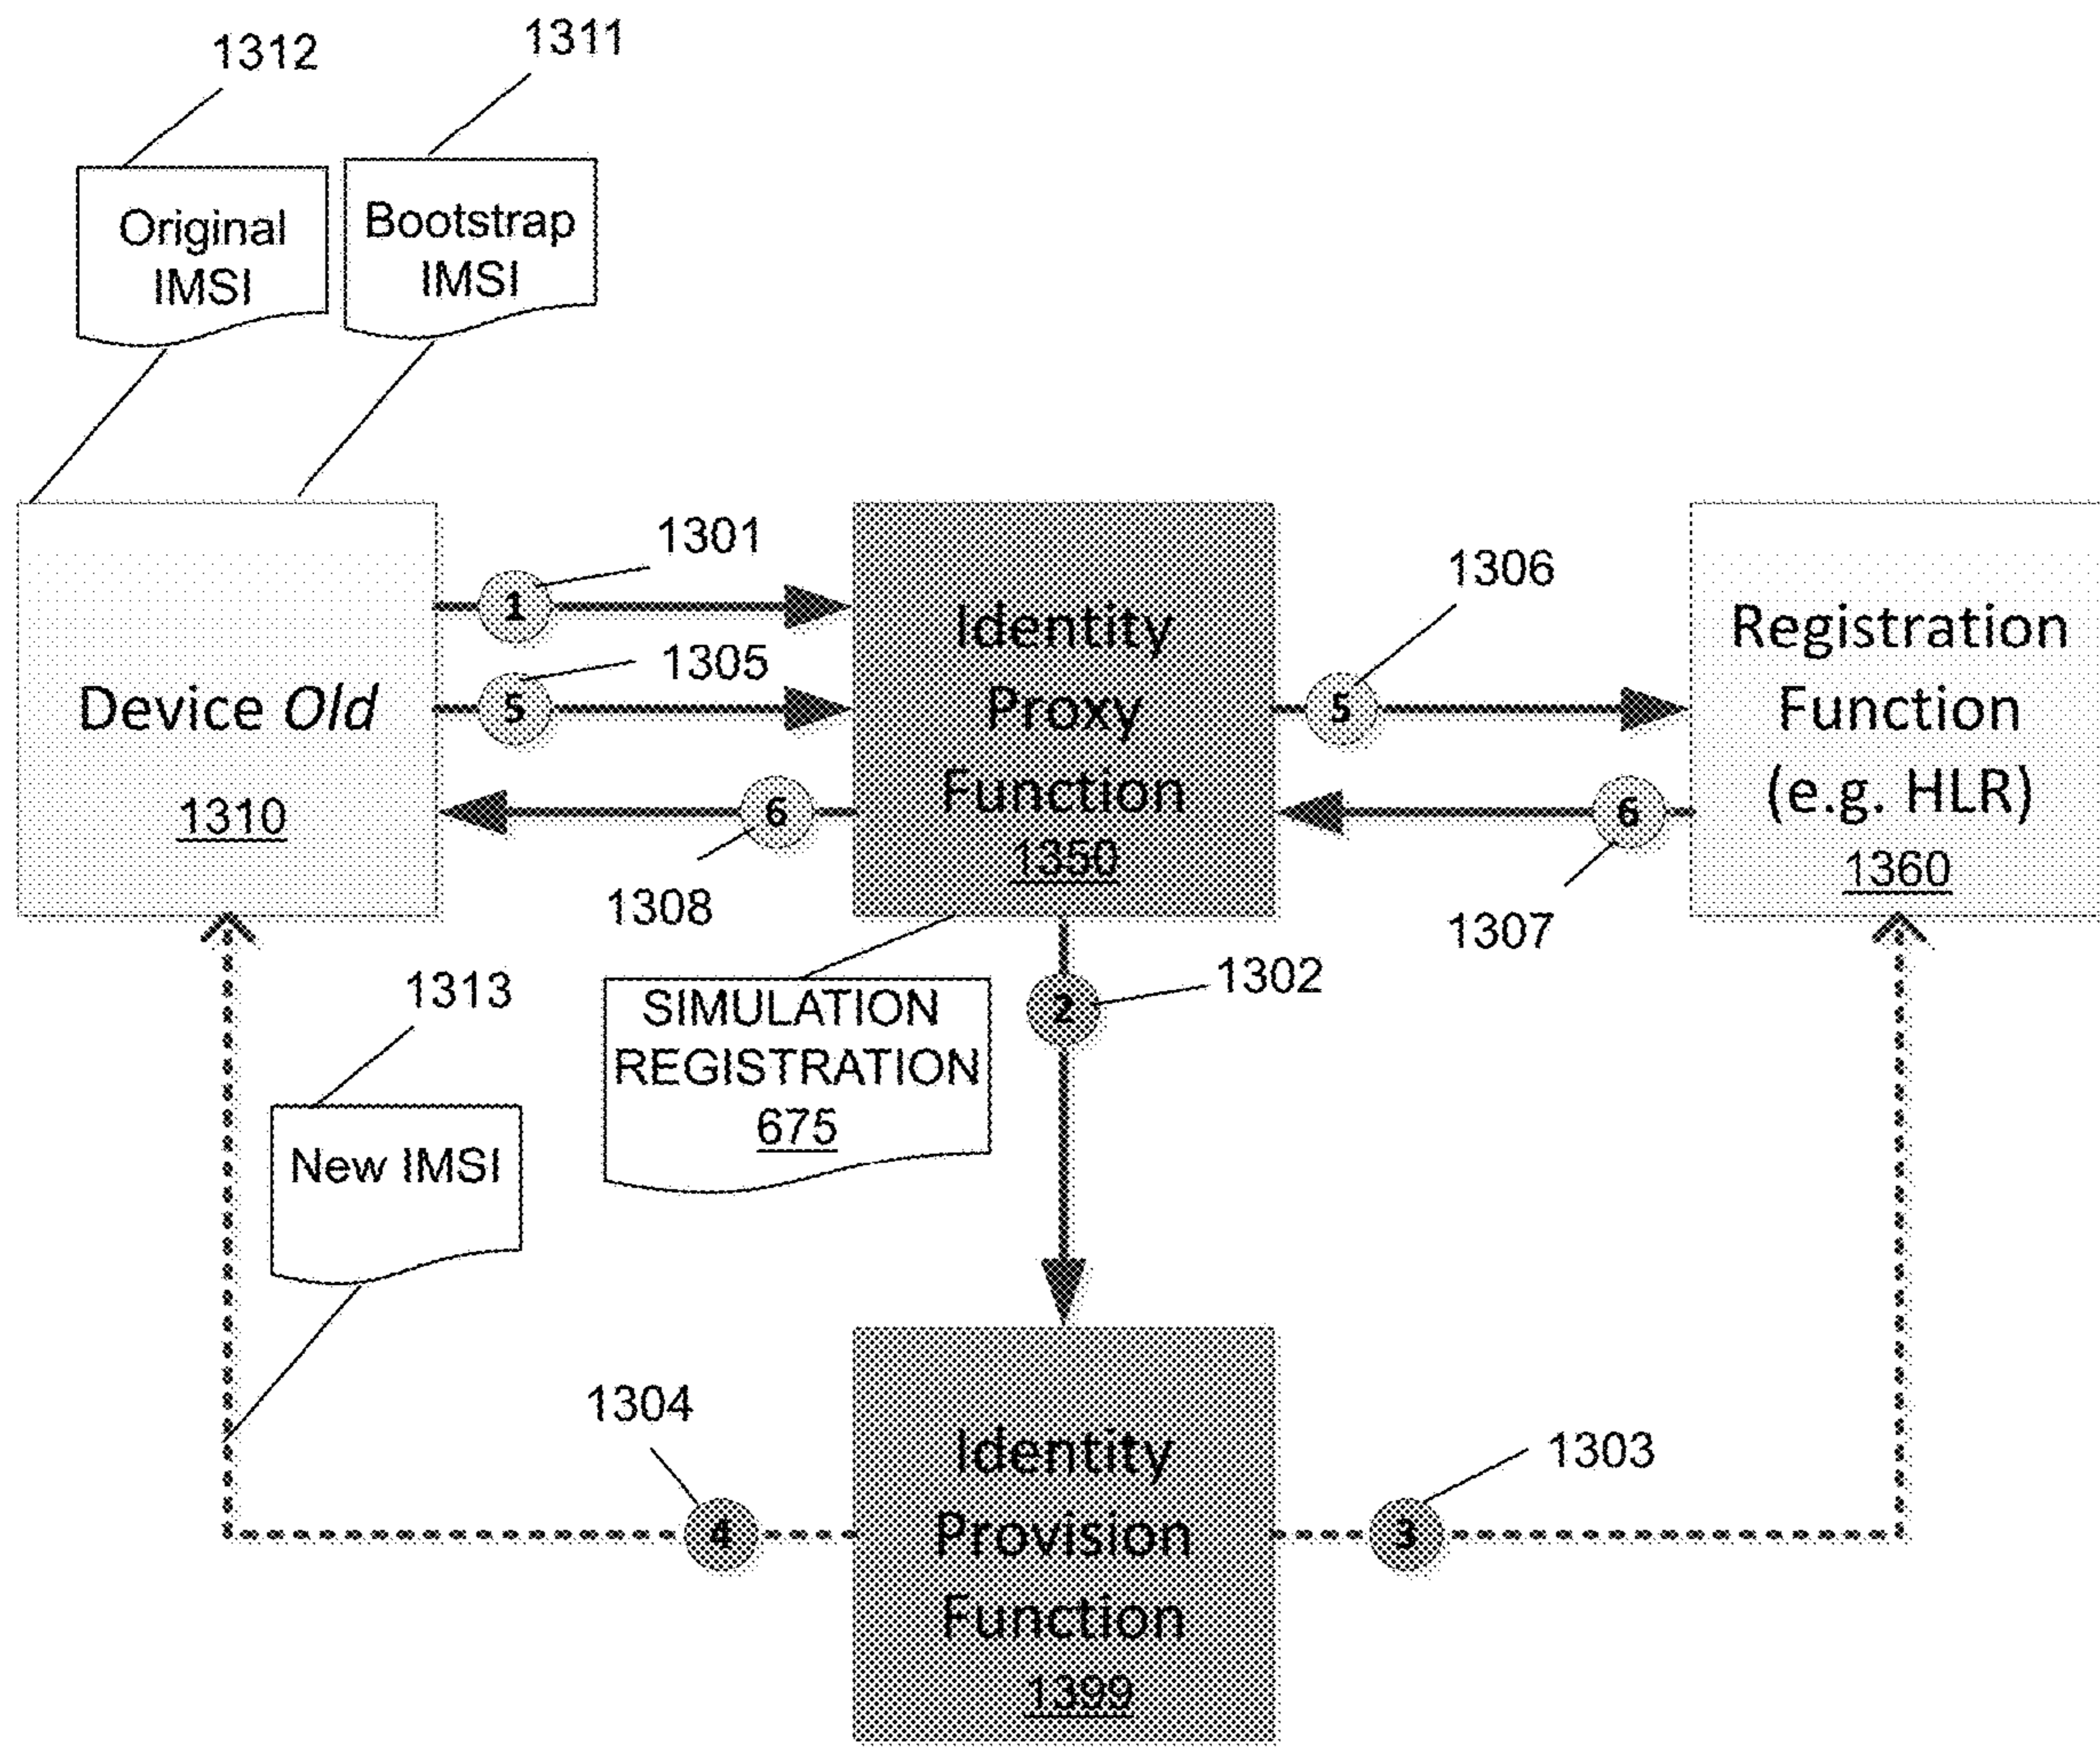 1312
1311
Original
IMSI
Bootstrap
IMSI
1301
1
1305
5
1306
5
Device Old
1310
Identity
Proxy
Function
1350
Registration
Function
(e.g. HLR)
1360
6
1308
6
1307
1313
New IMSI
SIMULATION
REGISTRATION
675
2
1302
1304
4
Identity
Provision
Function
1399
1303
3